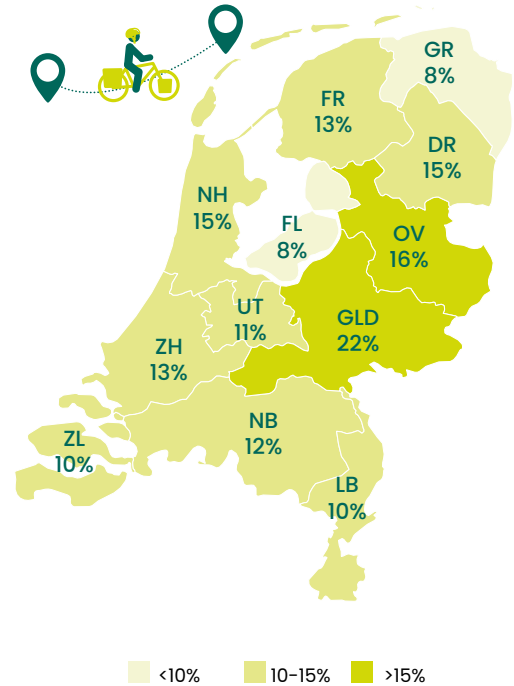 GR
8%
FR
13%
DR
15%
NH
15%
FL
8%
OV
16%
UT
11%
GLD
22%
ZH
13%
NB
12%
ZL
10%
LB
10%
<10%
10-15%
>15%